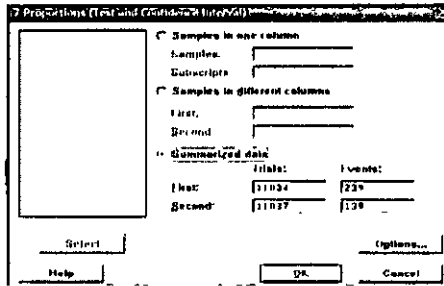 2 Proportions (Test and Confidence Interval)
Samples in one column
Samples:
Subscripts:
Samples in different columns
First:
Second:
Summarized data
Trials: Events:
First: 11034 239
Second: 11037 139
Select
Options...
Help OK Cancel